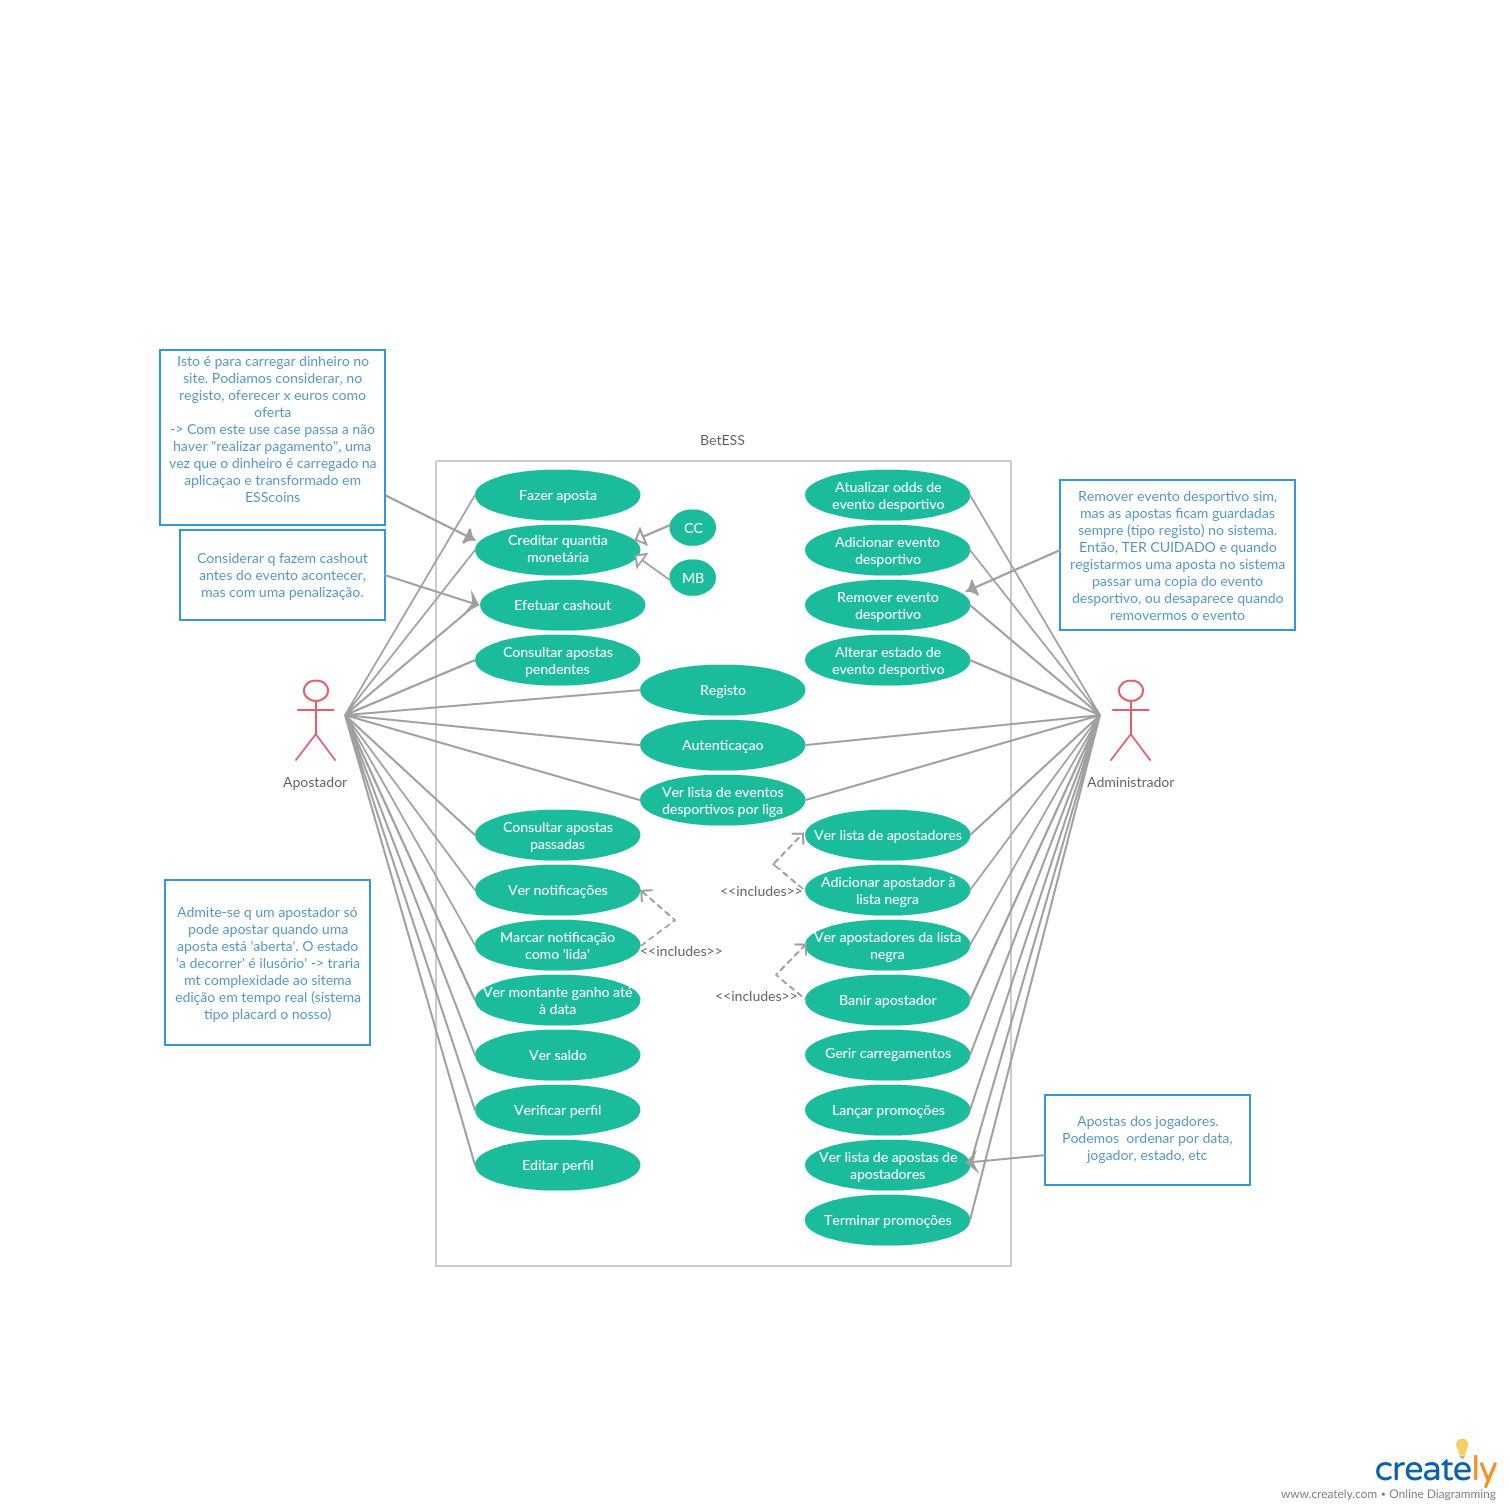 Isto é para carregar dinheiro no
site. Podiamos considerar, no
registo, oferecer x euros como
oferta
-> Com este use case passa a não
haver "realizar pagamento", uma
vez que o dinheiro é carregado na
aplicaçao e transformado em
ESScoins
Considerar q fazem cashout
antes do evento acontecer,
mas com uma penalização.
BetESS
Fazer aposta
Creditar quantia
monetária
CC
MB
Efetuar cashout
Consultar apostas
pendentes
Atualizar odds de
evento desportivo
Adicionar evento
desportivo
Remover evento
desportivo
Alterar estado de
evento desportivo
Remover evento desportivo sim,
mas as apostas ficam guardadas
sempre (tipo registo) no sistema.
Então, TER CUIDADO e quando
registarmos uma aposta no sistema
passar uma copia do evento
desportivo, ou desaparece quando
removermos o evento
Registo
Autenticaçao
Ver lista de eventos
desportivos por liga
Apostador
Administrador
Consultar apostas
passadas
Ver notificações
Marcar notificação
como 'lida'
<<includes>>
Ver montante ganho até
à data
Ver saldo
Verificar perfil
Editar perfil
Ver lista de apostadores
<<includes>>
Adicionar apostador à
lista negra
Ver apostadores da lista
negra
<<includes>>
Banir apostador
Gerir carregamentos
Lançar promoções
Ver lista de apostas de
apostadores
Terminar promoções
Admite-se q um apostador só
pode apostar quando uma
aposta está 'aberta'. O estado
'a decorrer' é ilusório' -> traria
mt complexidade ao sitema
edição em tempo real (sistema
tipo placard o nosso)
Apostas dos jogadores.
Podemos  ordenar por data,
jogador, estado, etc
creately
www.creately.com • Online Diagramming